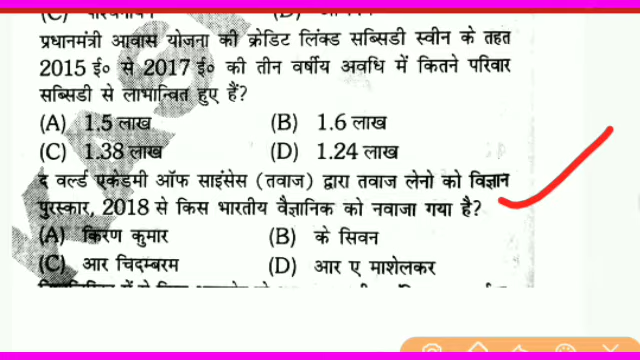 प्रधानमंत्री आवास योजना की क्रेडिट लिंक्ड सब्सिडी स्वीन के तहत
2015 ई० से 2017 ई० की तीन वर्षीय अवधि में कितने परिवार
सब्सिडी से लाभान्वित हुए हैं?
(A) 1.5 लाख (B) 1.6 लाख
(C) 1.38 लाख (D) 1.24 लाख
द वर्ल्ड एकेडमी ऑफ साइंसेस (तवाज) द्वारा तवाज लेनो को विज्ञान
पुरस्कार, 2018 से किस भारतीय वैज्ञानिक को नवाजा गया है?
(A) किरण कुमार (B) के सिवन
(C) आर चिदम्बरम (D) आर ए माशेलकर